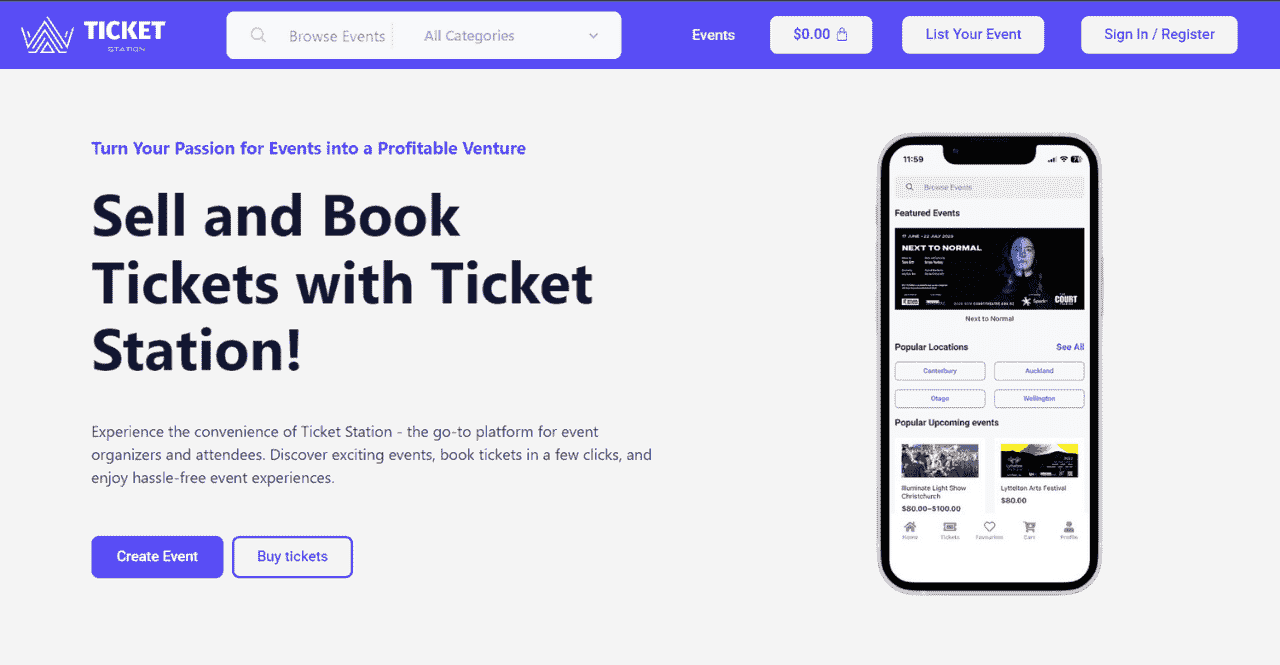 TICKET
STATION
Browse Events
All Categories
Events
$0.00
List Your Event
Sign In / Register
Turn Your Passion for Events into a Profitable Venture
Sell and Book
Tickets with Ticket
Station!
Experience the convenience of Ticket Station - the go-to platform for event
organizers and attendees. Discover exciting events, book tickets in a few clicks, and
enjoy hassle-free event experiences.
Create Event
Buy tickets
11:59
Browse Events
Featured Events
NEXT TO NORMAL
THE
COURT
Next to Normal
Popular Locations
See All
Canterbury
Auckland
Otago
Wellington
Popular Upcoming events
Illuminate Light Show
Christchurch
$80.00–$100.00
Lyttelton Arts Festival
$80.00
Home
Tickets
Favourites
Cart
Profile